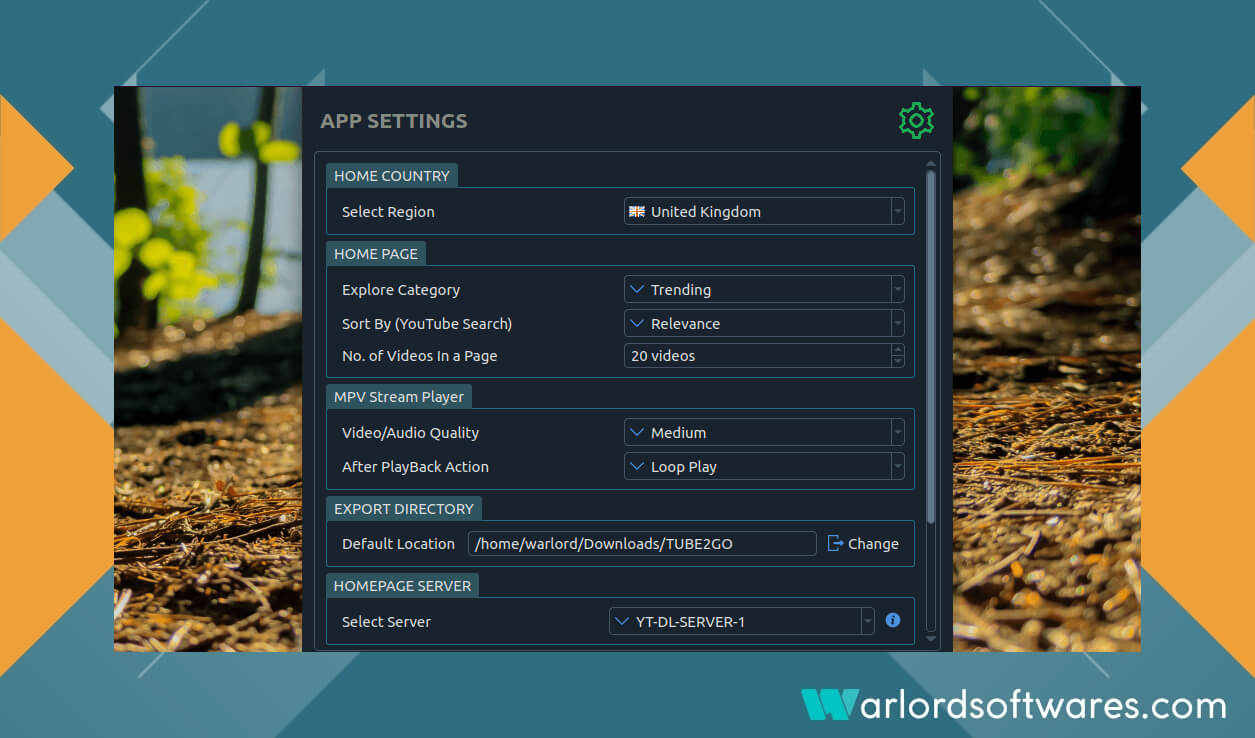 APP SETTINGS
HOME COUNTRY
Select Region United Kingdom
HOME PAGE
Explore Category Trending
Sort By (YouTube Search) Relevance
No. of Videos In a Page 20 videos
MPV Stream Player
Video/Audio Quality Medium
After PlayBack Action Loop Play
EXPORT DIRECTORY
Default Location /home/warlord/Downloads/TUBE2GO Change
HOMEPAGE SERVER
Select Server YT-DL-SERVER-1
Warlordsoftwares.com